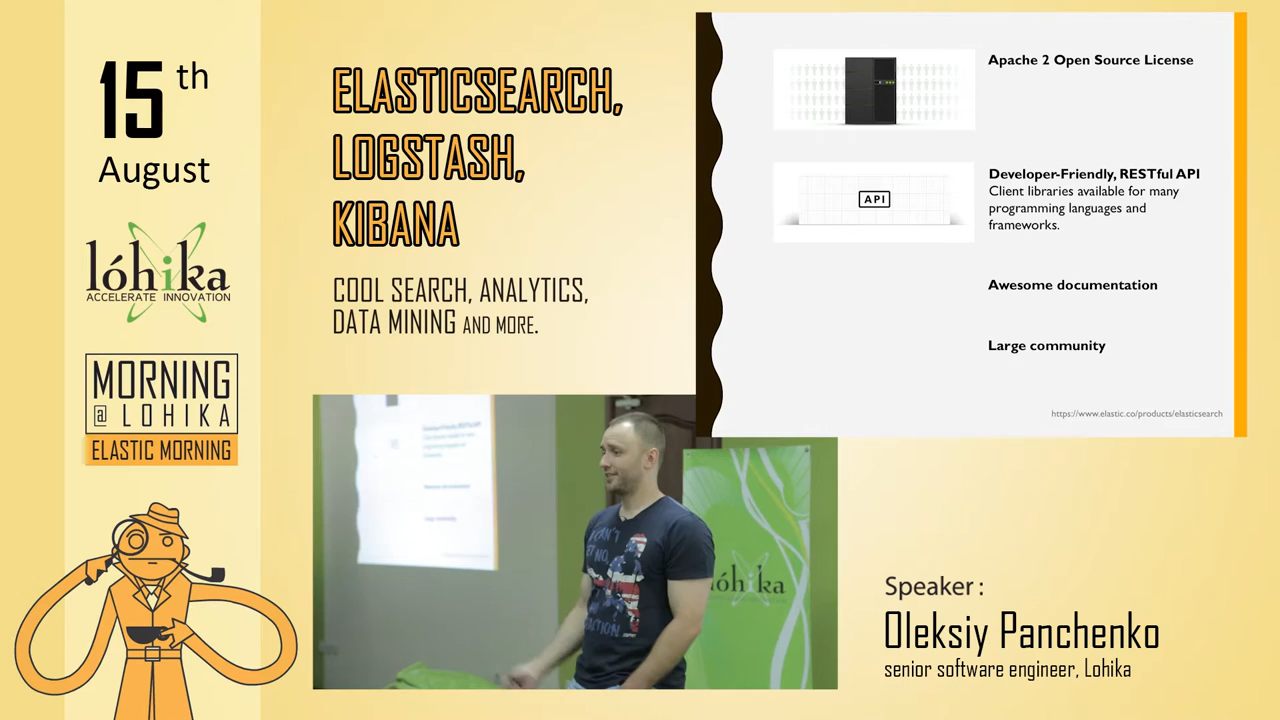 15 th
August
lóhika
ACCELERATE INNOVATION
MORNING
@ LOHIKA
ELASTIC MORNING
ELASTICSEARCH,
LOGSTASH,
KIBANA
COOL SEARCH, ANALYTICS,
DATA MINING AND MORE.
Apache 2 Open Source License
API
Developer-Friendly, RESTful API
Client libraries available for many
programming languages and
frameworks.
Awesome documentation
Large community
https://www.elastic.co/products/elasticsearch
lóhika
Speaker :
Oleksiy Panchenko
senior software engineer, Lohika